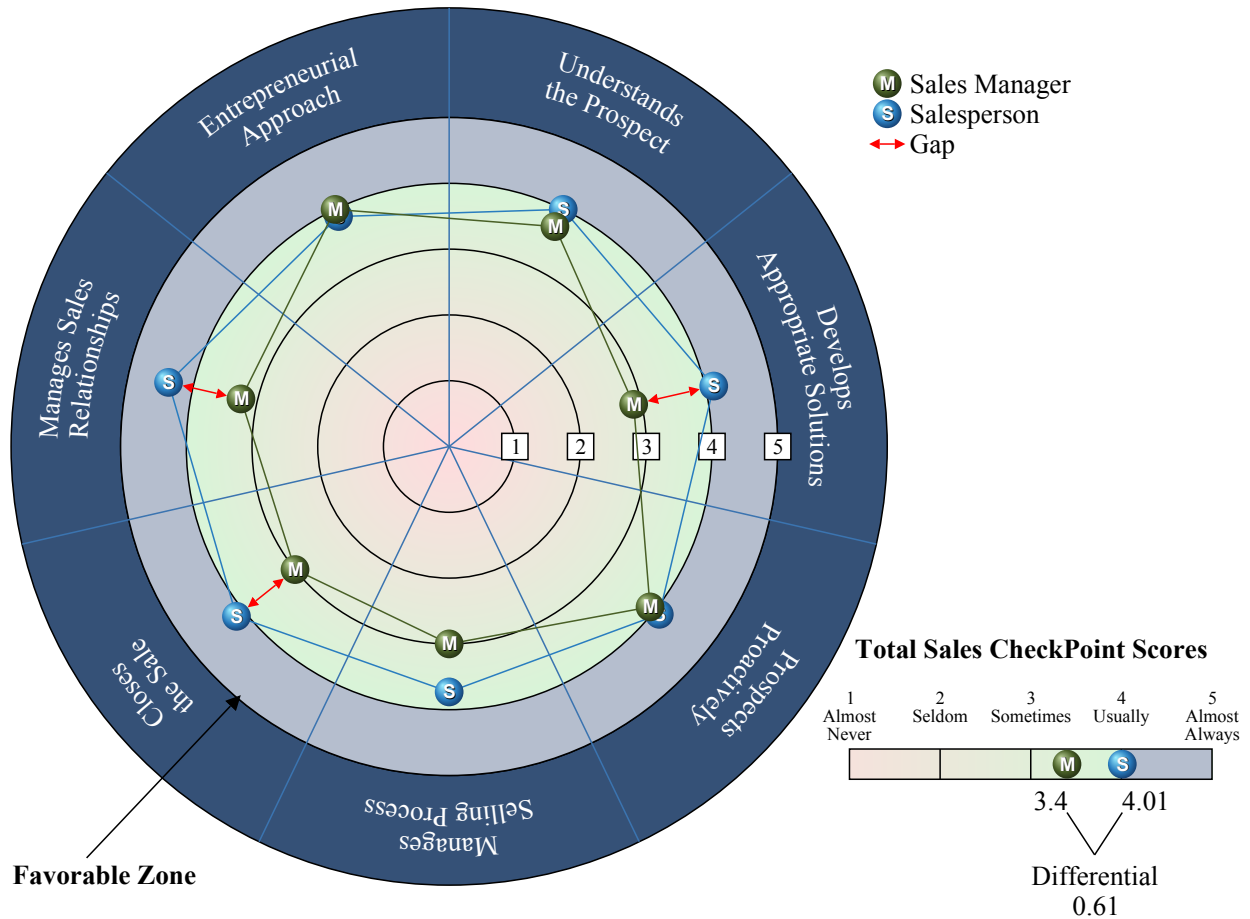 Entrepreneurial
Approach
Understands
the Prospect
Develops
Appropriate Solutions
Prospects
Proactively
Manages
Selling Process
Closes
the Sale
Manages Sales
Relationships
M
S
M
S
M
S
M
S
M
S
M
S
M
S
1
2
3
4
5
M Sales Manager
S Salesperson
Gap
Favorable Zone
Total Sales CheckPoint Scores
1 2 3 4 5
Almost Never Seldom Sometimes Usually Almost Always
M S
3.4 4.01
Differential
0.61